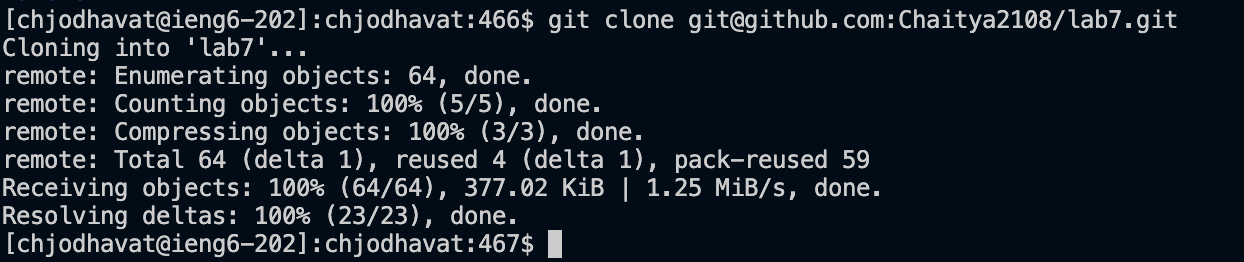 [chjodhavat@ieng6-202]:chjodhavat:466$ git clone git@github.com:Chaitya2108/lab7.git
Cloning into 'lab7'...
remote: Enumerating objects: 64, done.
remote: Counting objects: 100% (5/5), done.
remote: Compressing objects: 100% (3/3), done.
remote: Total 64 (delta 1), reused 4 (delta 1), pack-reused 59
Receiving objects: 100% (64/64), 377.02 KiB | 1.25 MiB/s, done.
Resolving deltas: 100% (23/23), done.
[chjodhavat@ieng6-202]:chjodhavat:467$